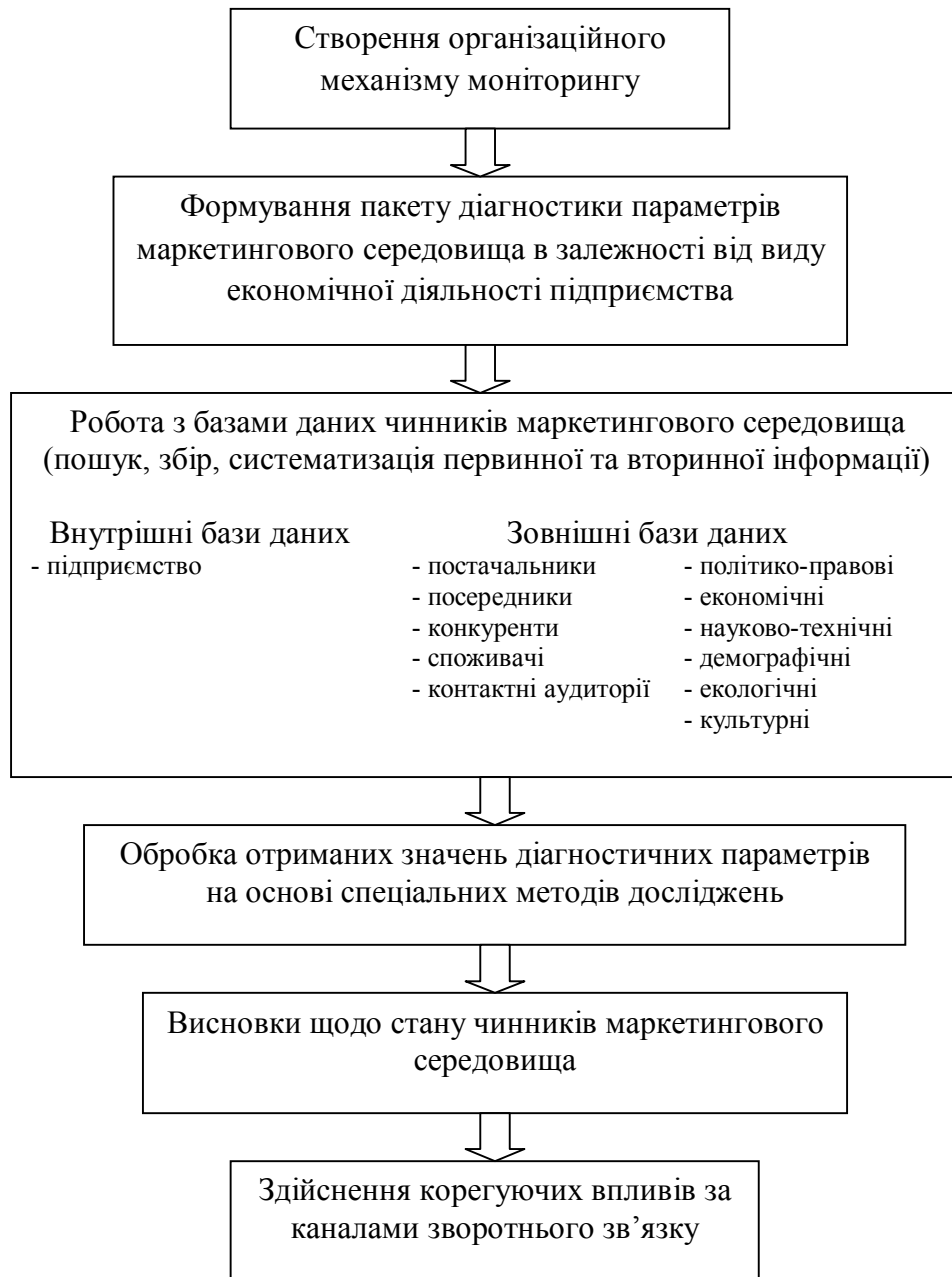 Створення організаційного
механізму моніторингу
Формування пакету діагностики параметрів
маркетингового середовища в залежності від виду
економічної діяльності підприємства
Робота з базами даних чинників маркетингового середовища
(пошук, збір, систематизація первинної та вторинної інформації)
Внутрішні бази даних
- підприємство
Зовнішні бази даних
- постачальники
- посередники
- конкуренти
- споживачі
- контактні аудиторії
- політико-правові
- економічні
- науково-технічні
- демографічні
- екологічні
- культурні
Обробка отриманих значень діагностичних параметрів
на основі спеціальних методів досліджень
Висновки щодо стану чинників маркетингового
середовища
Здійснення корегуючих впливів за
каналами зворотнього зв’язку